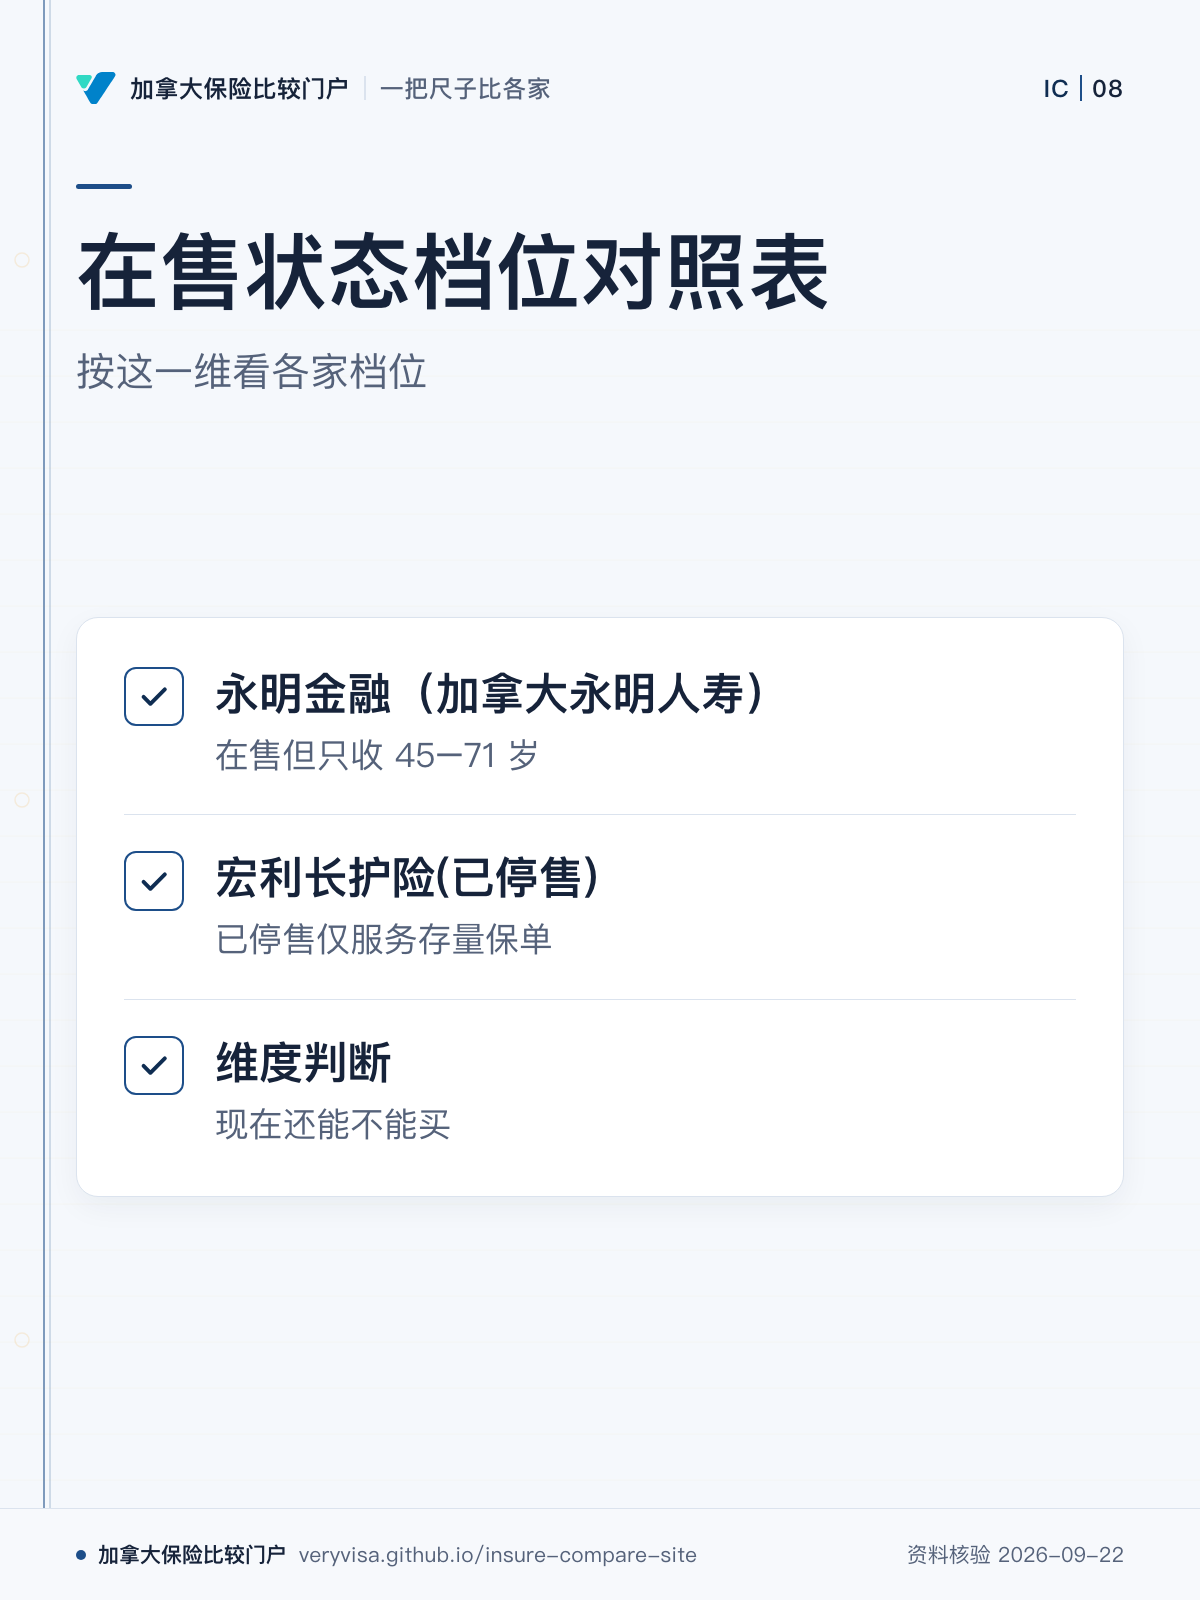 加拿大保险比较门户 一把尺子比各家
IC 08
在售状态档位对照表
按这一维看各家档位
永明金融（加拿大永明人寿）
在售但只收 45–71 岁
宏利长护险(已停售)
已停售仅服务存量保单
维度判断
现在还能不能买
加拿大保险比较门户 veryvisa.github.io/insure-compare-site
资料核验 2026-09-22